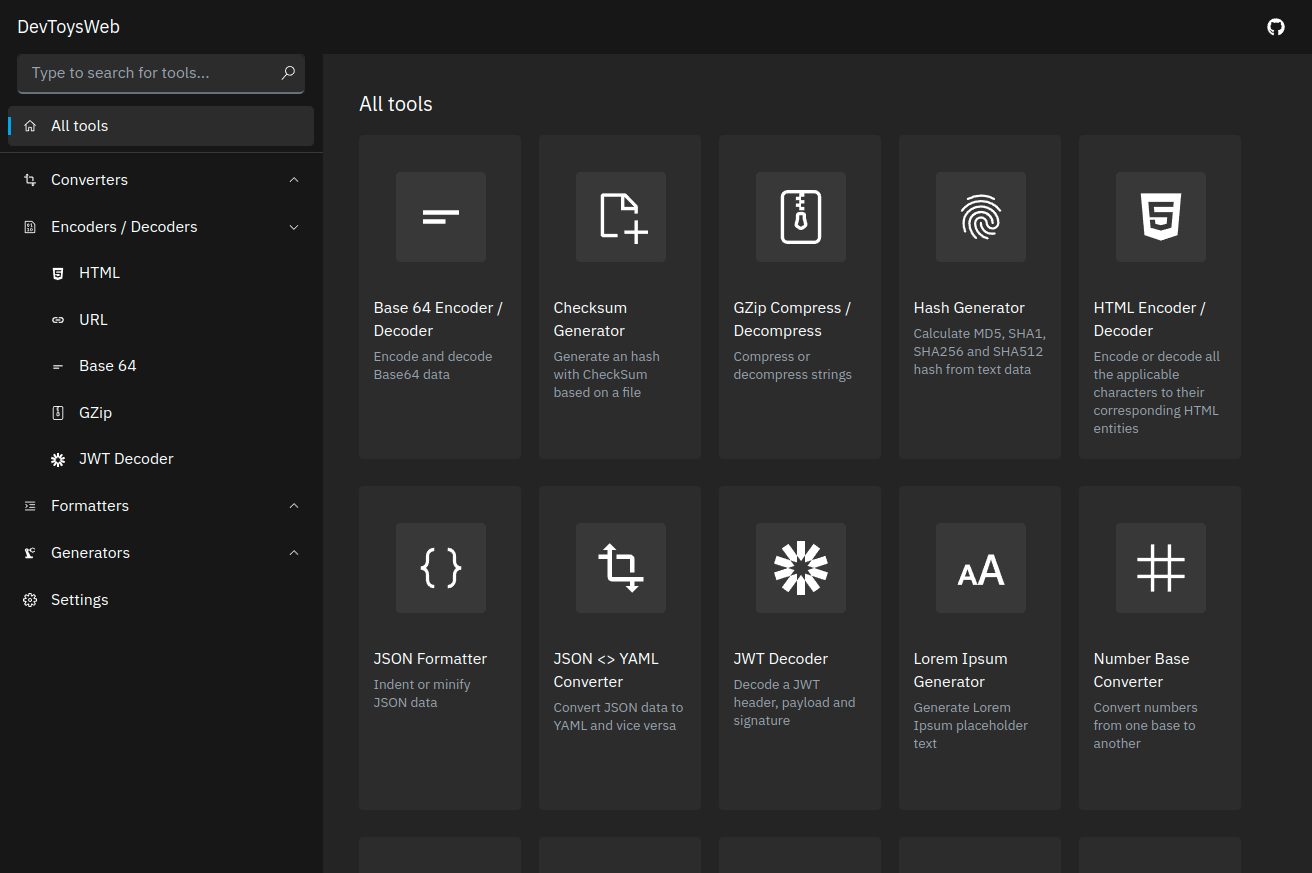 DevToysWeb
Type to search for tools...
All tools
Converters
Encoders / Decoders
HTML
URL
Base 64
GZip
JWT Decoder
Formatters
Generators
Settings
All tools
Base 64 Encoder /
Decoder
Encode and decode
Base64 data
Checksum
Generator
Generate an hash
with CheckSum
based on a file
GZip Compress /
Decompress
Compress or
decompress strings
Hash Generator
Calculate MD5, SHA1,
SHA256 and SHA512
hash from text data
HTML Encoder /
Decoder
Encode or decode all
the applicable
characters to their
corresponding HTML
entities
JSON Formatter
Indent or minify
JSON data
JSON <> YAML
Converter
Convert JSON data to
YAML and vice versa
JWT Decoder
Decode a JWT
header, payload and
signature
Lorem Ipsum
Generator
Generate Lorem
Ipsum placeholder
text
Number Base
Converter
Convert numbers
from one base to
another